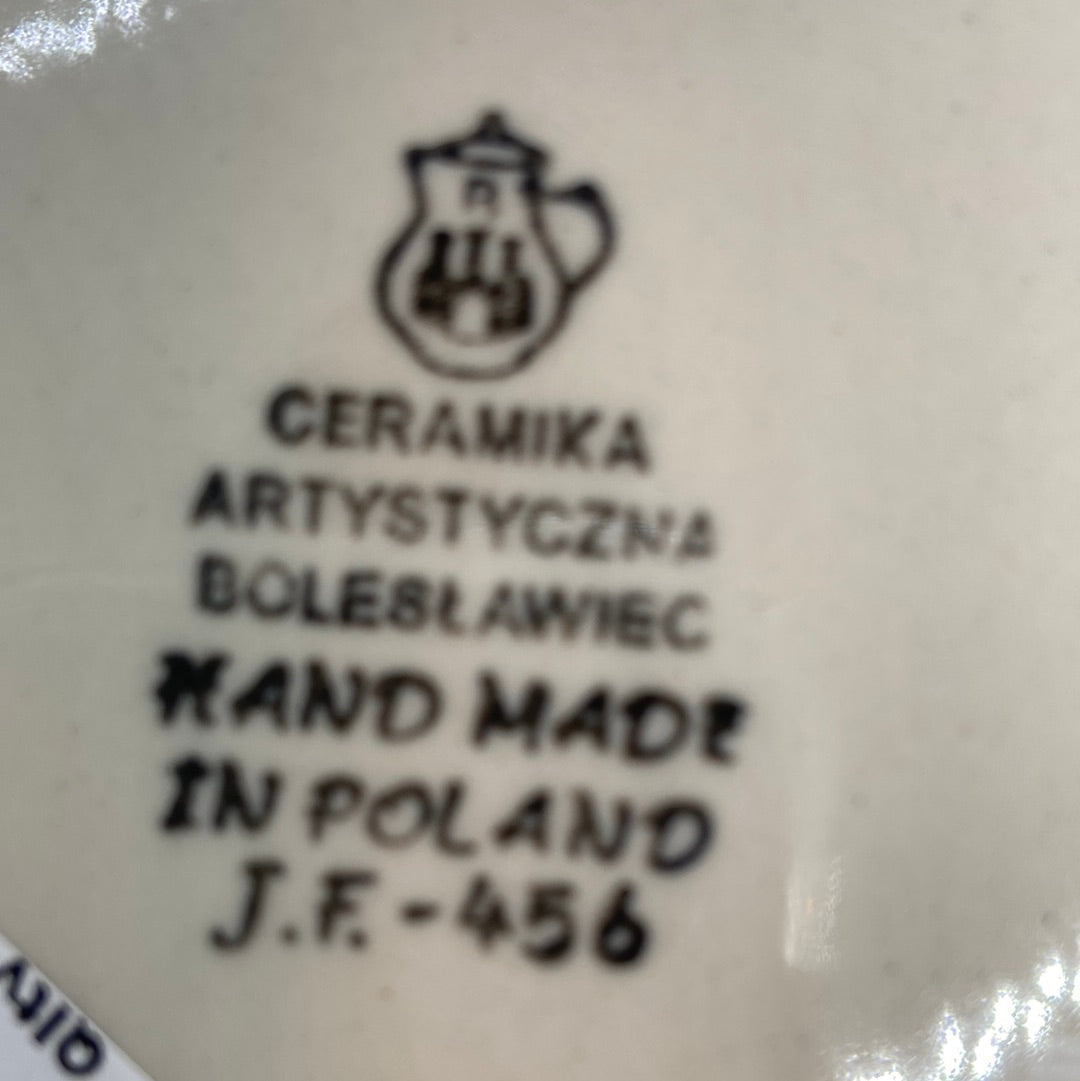 CERAMIKA
ARTYSTYCZNA
BOLESŁAWIEC
HAND MADE
IN POLAND
J.F.-456